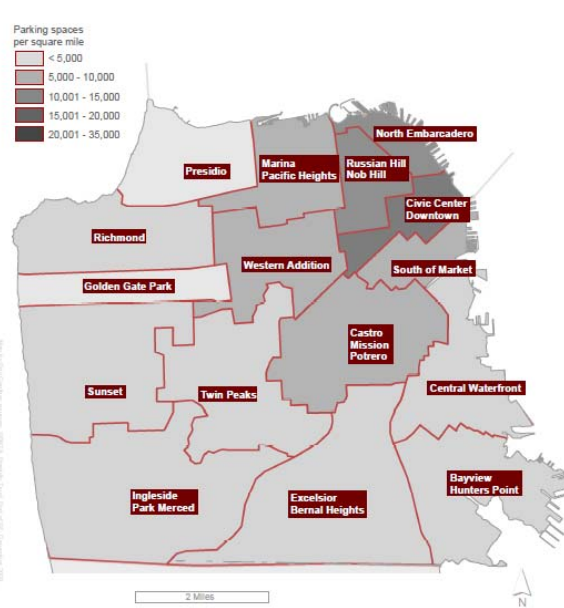 Parking spaces
per square mile
< 5,000
5,000 - 10,000
10,001 - 15,000
15,001 - 20,000
20,001 - 35,000
North Embarcadero
Presidio
Marina
Pacific Heights
Russian Hill
Nob Hill
Civic Center
Downtown
Richmond
Western Addition
South of Market
Golden Gate Park
Castro
Mission
Potrero
Sunset
Twin Peaks
Central Waterfront
Bayview
Hunters Point
Ingleside
Park Merced
Excelsior
Bernal Heights
2 Miles
N